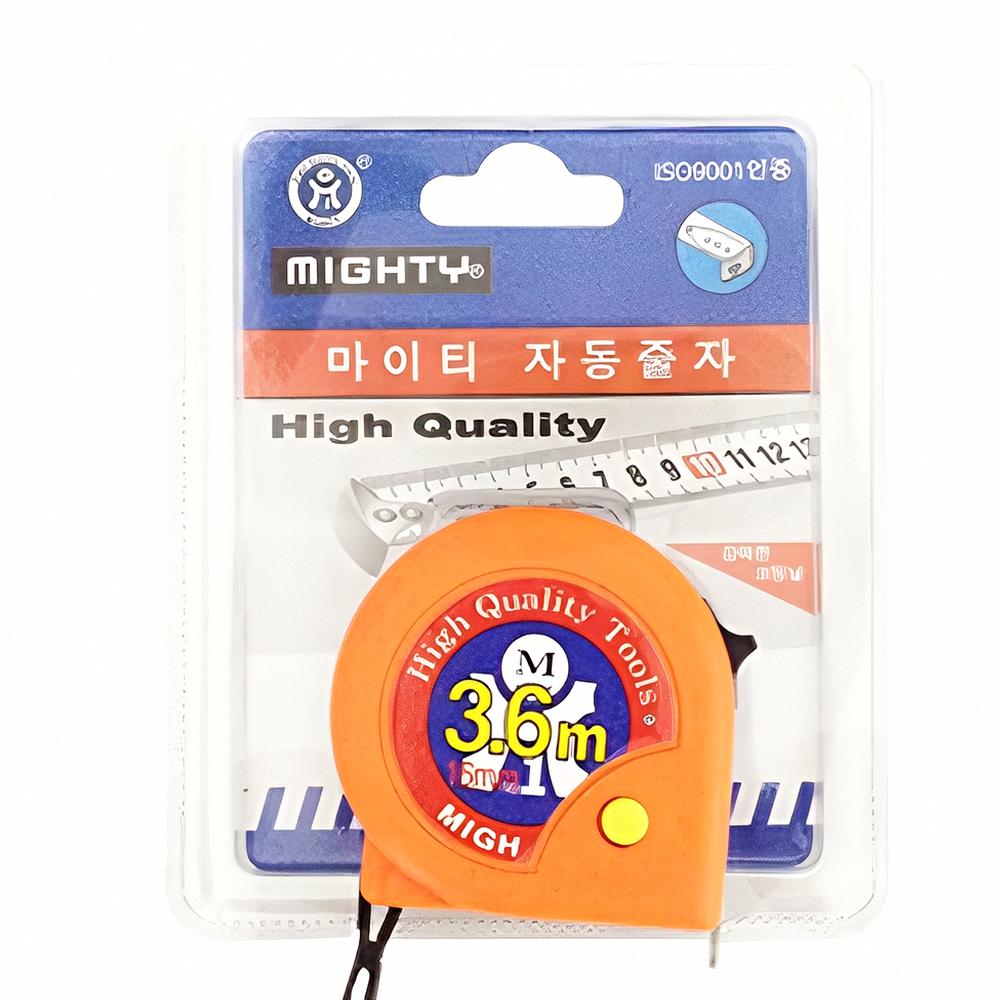 ISO9001인증
MIGHTY
마이티 자동줄자
High Quality
7 8 9 10 11 12 13
High Quality Tools
M
3.6m
MIGH